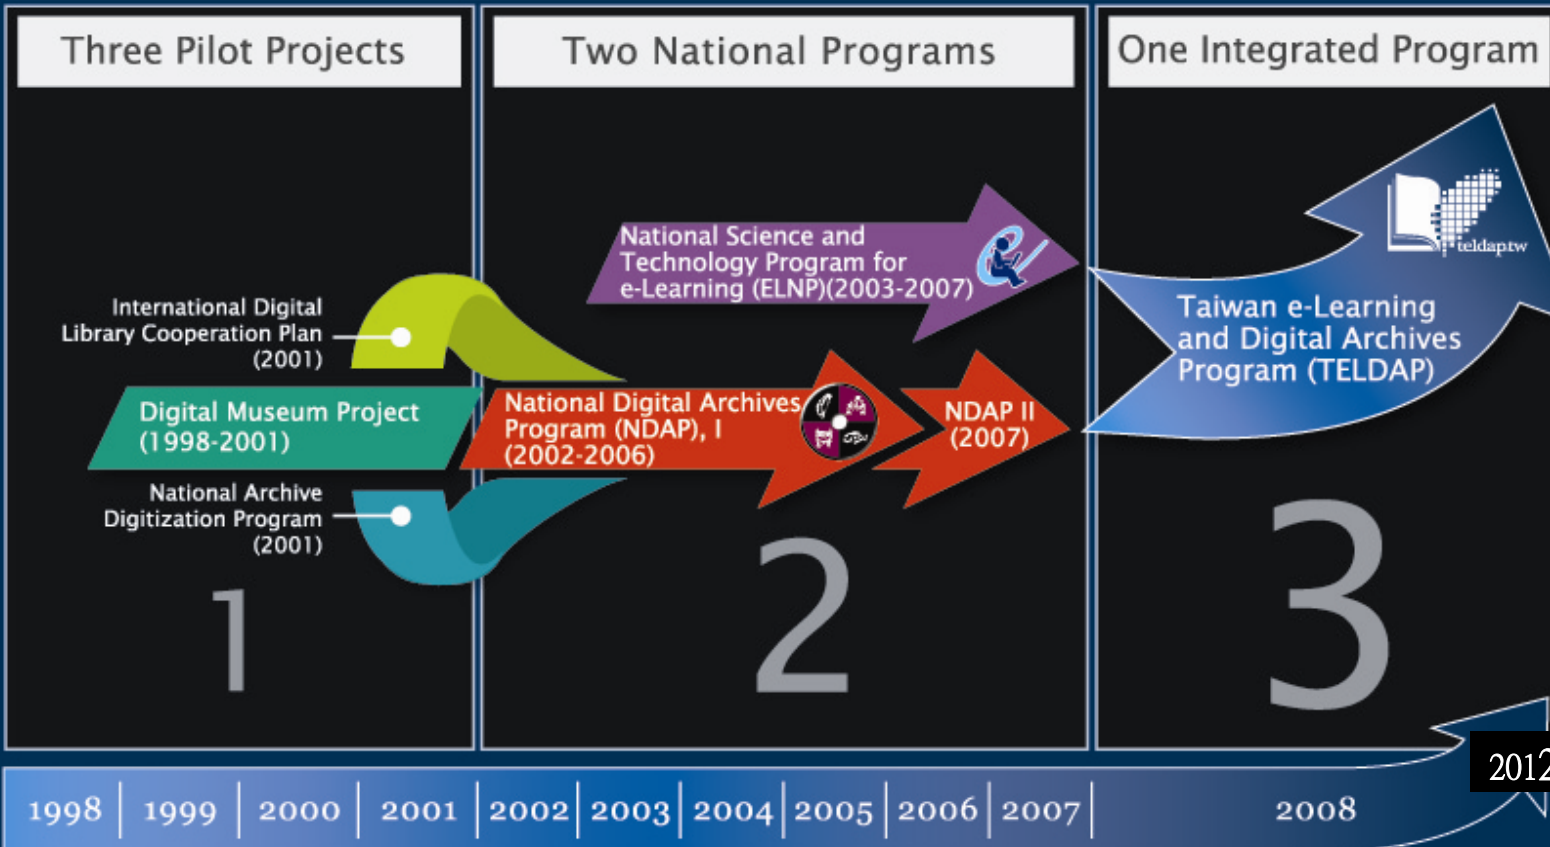 Three Pilot Projects
Two National Programs
One Integrated Program
International Digital
Library Cooperation Plan
(2001)
Digital Museum Project
(1998-2001)
National Archive
Digitization Program
(2001)
1
National Science and
Technology Program for
e-Learning (ELNP)(2003-2007)
National Digital Archives
Program (NDAP), I
(2002-2006)
NDAP II
(2007)
2
teldap.tw
Taiwan e-Learning
and Digital Archives
Program (TELDAP)
3
1998 1999 2000 2001 2002 2003 2004 2005 2006 2007 2008 2012